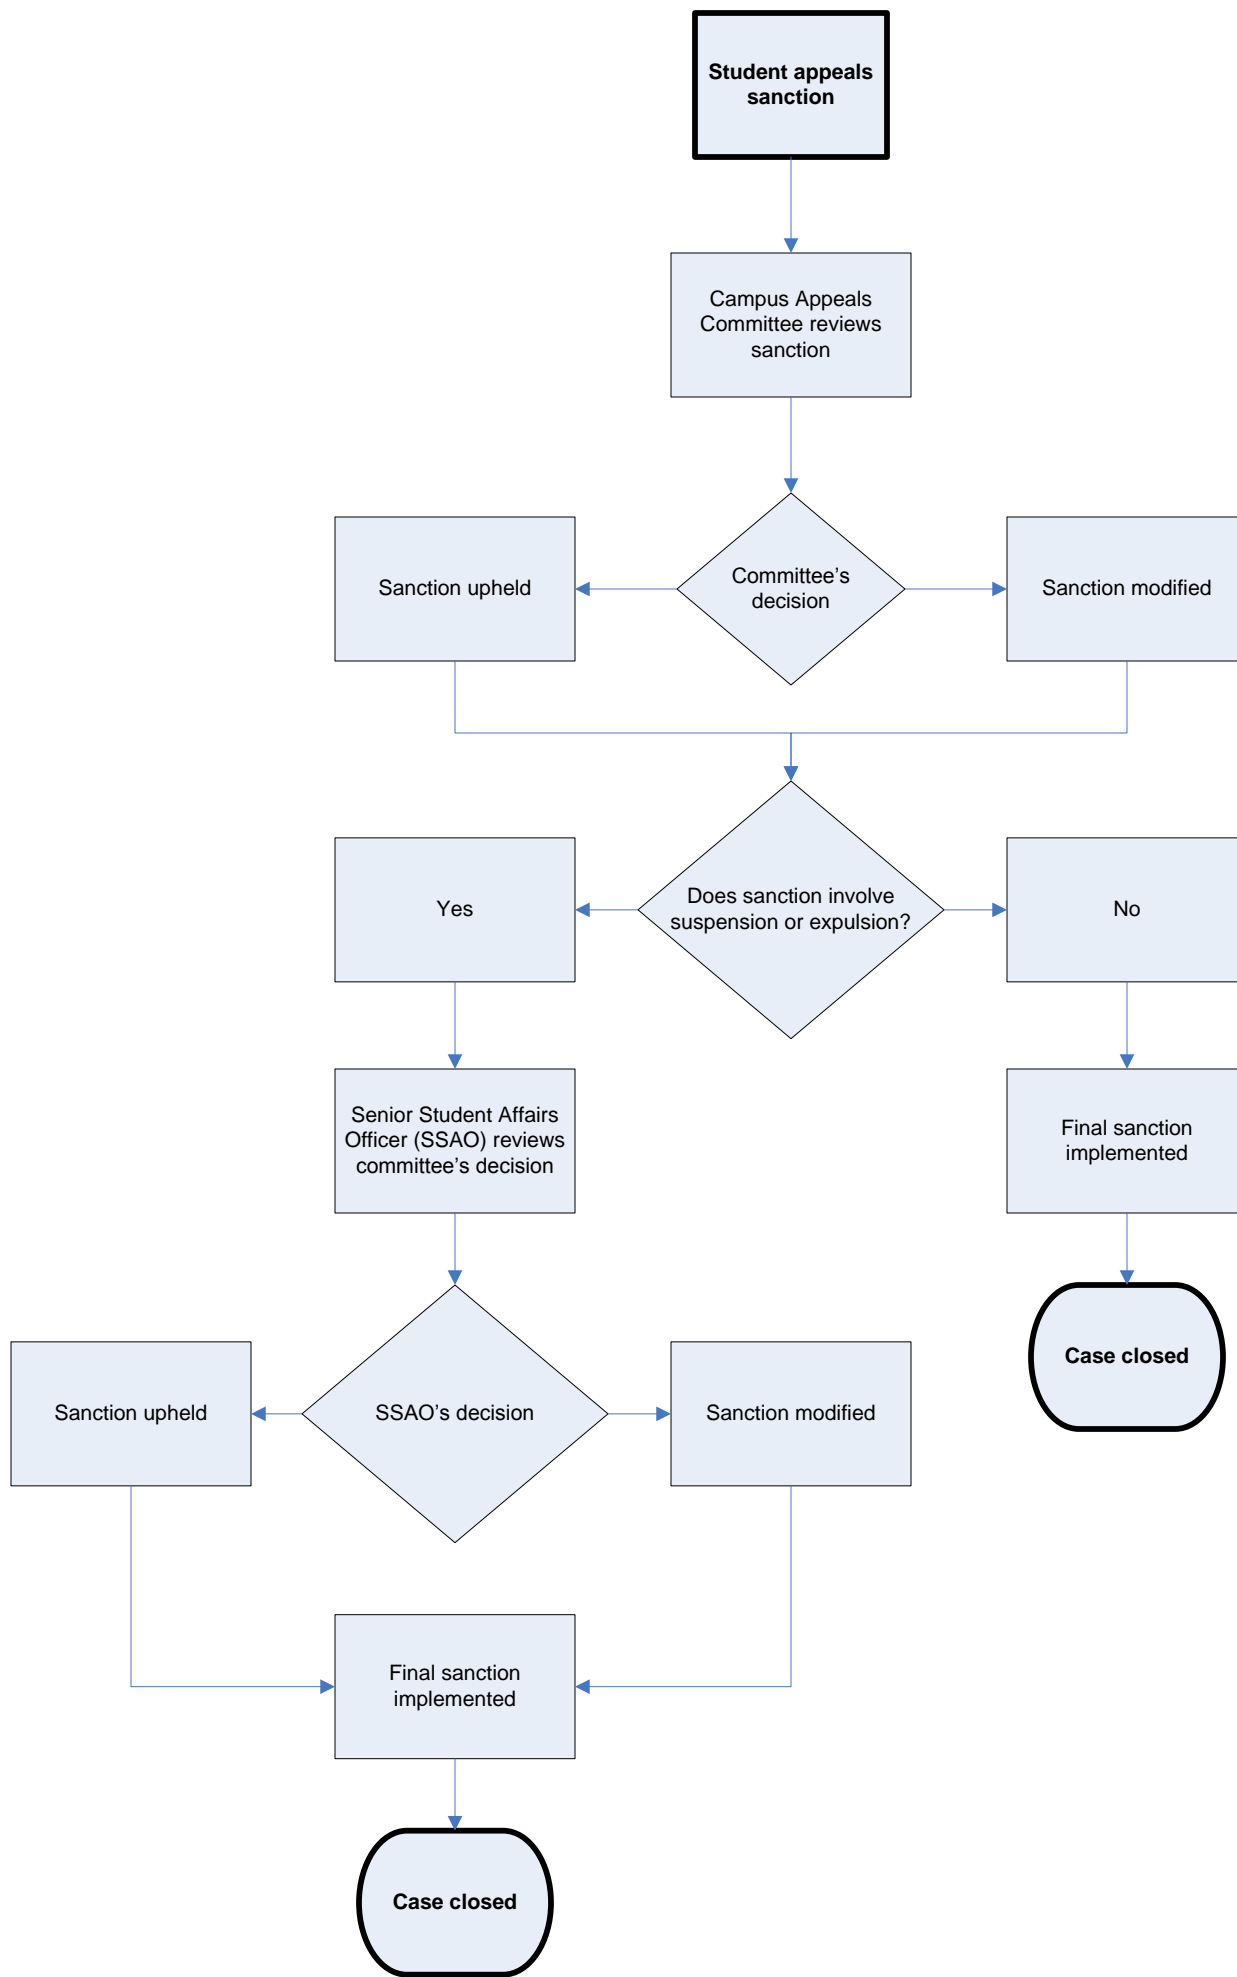 Student appeals
sanction
Campus Appeals
Committee reviews
sanction
Sanction upheld
Committee’s
decision
Sanction modified
Yes
Does sanction involve
suspension or expulsion?
No
Senior Student Affairs
Officer (SSAO) reviews
committee’s decision
Final sanction
implemented
Case closed
Sanction upheld
SSAO’s decision
Sanction modified
Final sanction
implemented
Case closed